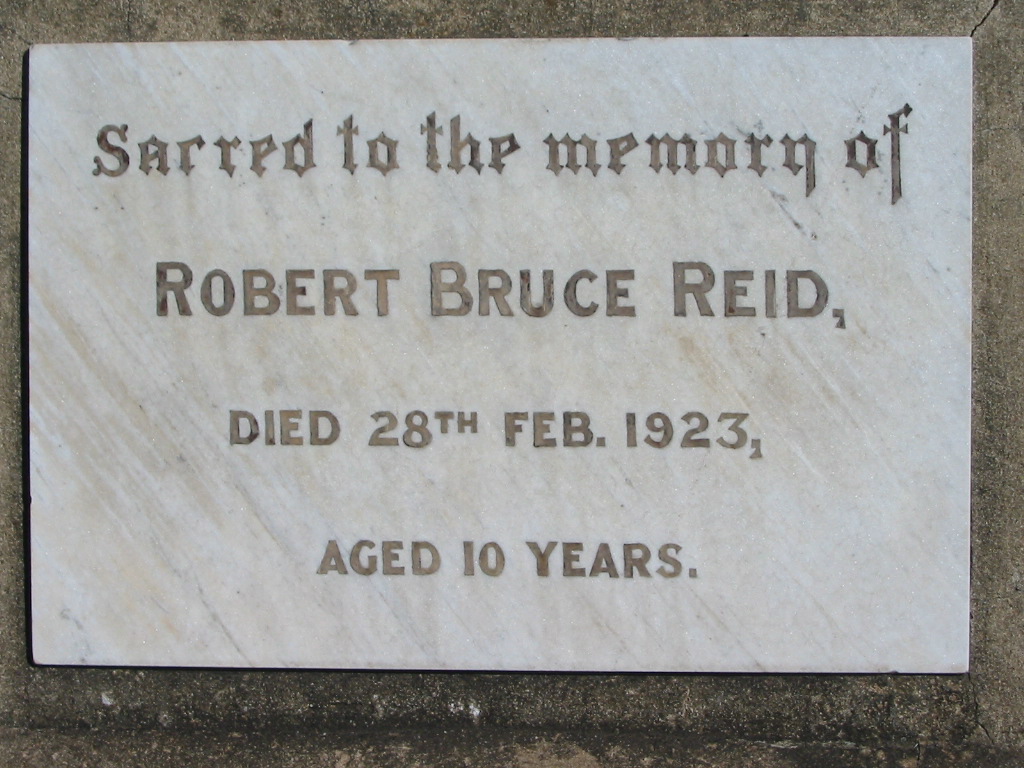 Sacred to the memory of
ROBERT BRUCE REID,
DIED 28TH FEB. 1923,
AGED 10 YEARS.